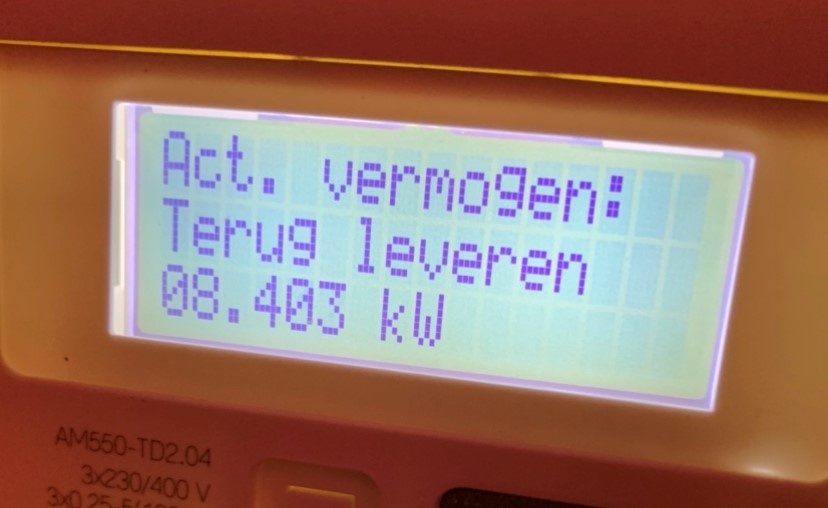 Act. vermogen:
Terug leveren
08.403 kW
AM550-TD2.04
3x230/400 V